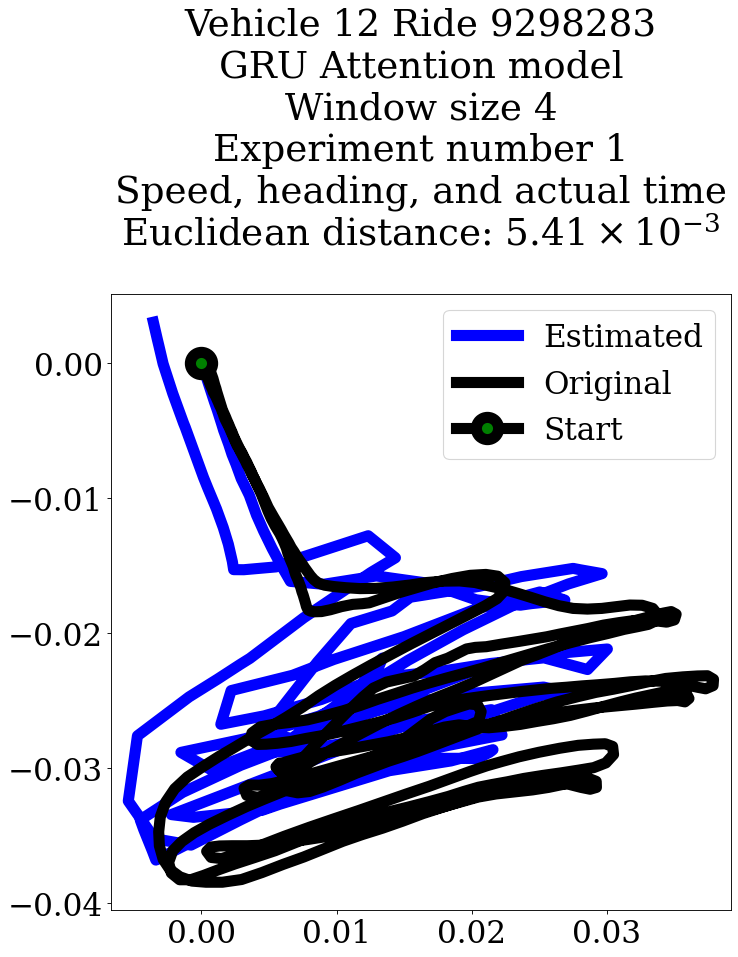 Vehicle 12 Ride 9298283
GRU Attention model
Window size 4
Experiment number 1
Speed, heading, and actual time
Euclidean distance: 5.41 × 10⁻³
Estimated
Original
Start
0.00
−0.01
−0.02
−0.03
−0.04
0.00 0.01 0.02 0.03